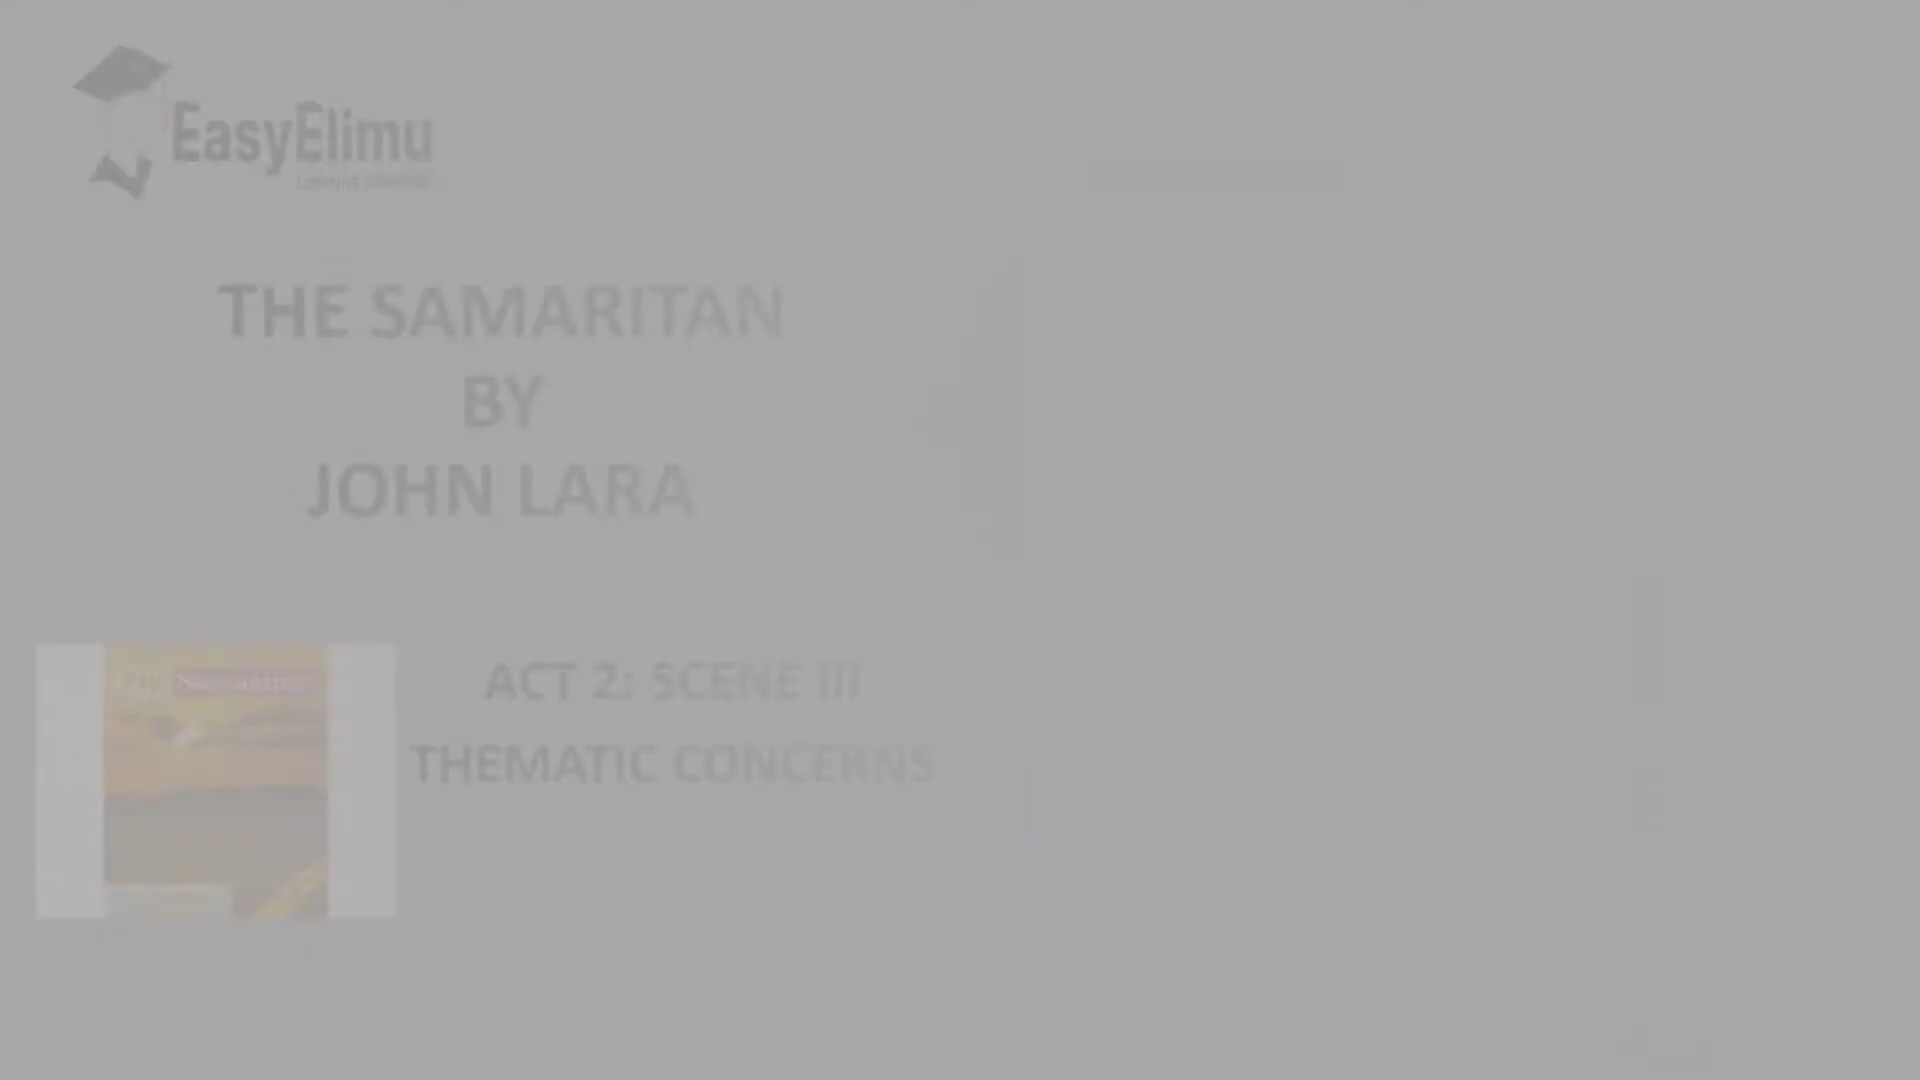 EasyElimu
THE SAMARITAN
BY
JOHN LARA
ACT 2: SCENE III
THEMATIC CONCERNS